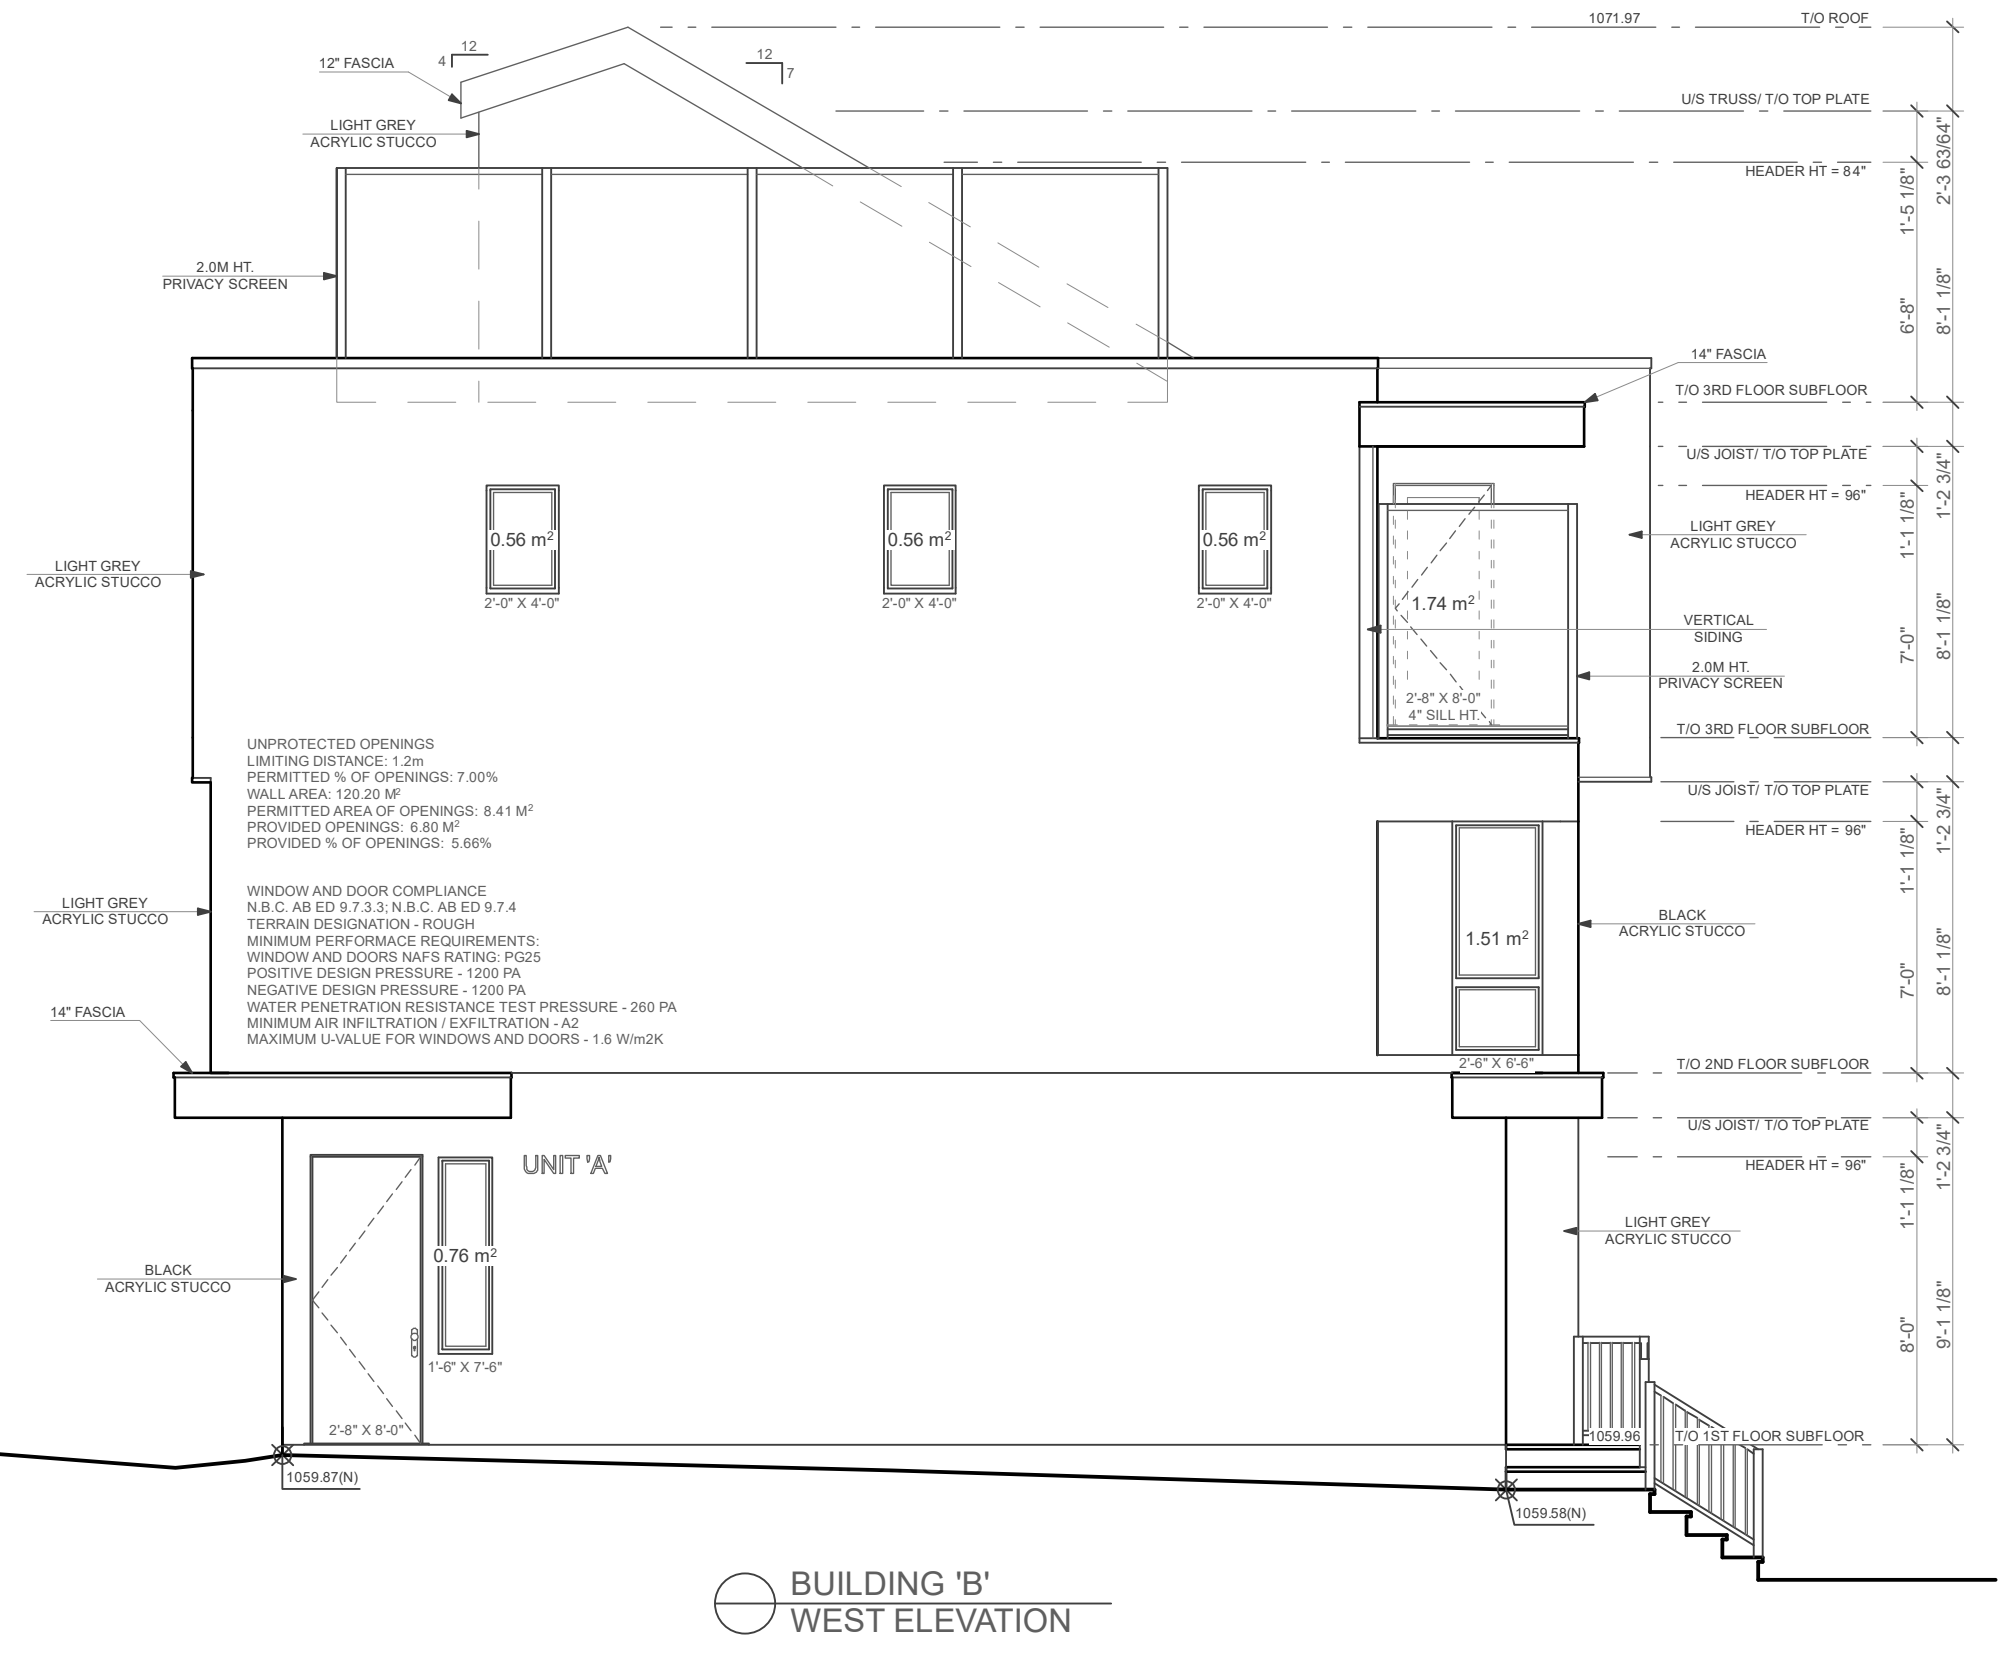 1071.97
T/O ROOF
12
4
12" FASCIA
12
7
U/S TRUSS/ T/O TOP PLATE
LIGHT GREY
ACRYLIC STUCCO
2'-3 63/64"
HEADER HT = 84"
1'-5 1/8"
2.0M HT.
PRIVACY SCREEN
6'-8"
8'-1 1/8"
14" FASCIA
T/O 3RD FLOOR SUBFLOOR
U/S JOIST/ T/O TOP PLATE
1'-2 3/4"
HEADER HT = 96"
1'-1 1/8"
0.56 m²
0.56 m²
0.56 m²
LIGHT GREY
ACRYLIC STUCCO
LIGHT GREY
ACRYLIC STUCCO
2'-0" X 4'-0"
2'-0" X 4'-0"
2'-0" X 4'-0"
1.74 m²
VERTICAL
SIDING
7'-0"
8'-1 1/8"
2.0M HT.
PRIVACY SCREEN
2'-8" X 8'-0"
4" SILL HT.
T/O 3RD FLOOR SUBFLOOR
UNPROTECTED OPENINGS
LIMITING DISTANCE: 1.2m
PERMITTED % OF OPENINGS: 7.00%
WALL AREA: 120.20 M²
PERMITTED AREA OF OPENINGS: 8.41 M²
PROVIDED OPENINGS: 6.80 M²
PROVIDED % OF OPENINGS: 5.66%
U/S JOIST/ T/O TOP PLATE
1'-2 3/4"
HEADER HT = 96"
1'-1 1/8"
WINDOW AND DOOR COMPLIANCE
N.B.C. AB ED 9.7.3.3; N.B.C. AB ED 9.7.4
TERRAIN DESIGNATION - ROUGH
MINIMUM PERFORMACE REQUIREMENTS:
WINDOW AND DOORS NAFS RATING: PG25
POSITIVE DESIGN PRESSURE - 1200 PA
NEGATIVE DESIGN PRESSURE - 1200 PA
WATER PENETRATION RESISTANCE TEST PRESSURE - 260 PA
MINIMUM AIR INFILTRATION / EXFILTRATION - A2
MAXIMUM U-VALUE FOR WINDOWS AND DOORS - 1.6 W/m2K
LIGHT GREY
ACRYLIC STUCCO
1.51 m²
BLACK
ACRYLIC STUCCO
7'-0"
8'-1 1/8"
14" FASCIA
2'-6" X 6'-6"
T/O 2ND FLOOR SUBFLOOR
U/S JOIST/ T/O TOP PLATE
1'-2 3/4"
HEADER HT = 96"
1'-1 1/8"
UNIT 'A'
LIGHT GREY
ACRYLIC STUCCO
0.76 m²
BLACK
ACRYLIC STUCCO
8'-0"
9'-1 1/8"
1'-6" X 7'-6"
2'-8" X 8'-0"
1059.96
T/O 1ST FLOOR SUBFLOOR
1059.87(N)
1059.58(N)
BUILDING 'B'
WEST ELEVATION